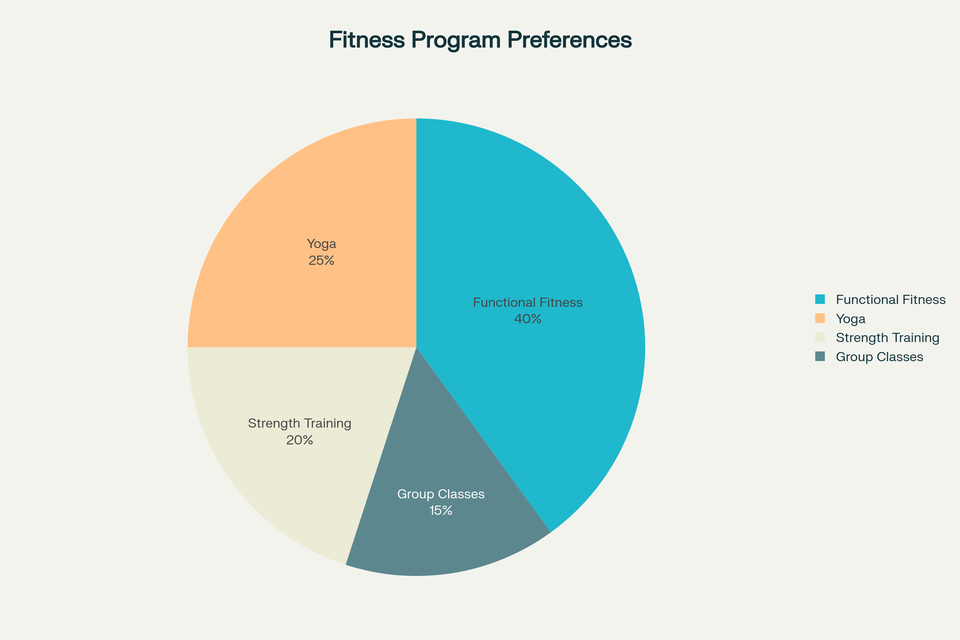 Fitness Program Preferences
Yoga
25%
Functional Fitness
40%
Strength Training
20%
Group Classes
15%
Functional Fitness
Yoga
Strength Training
Group Classes